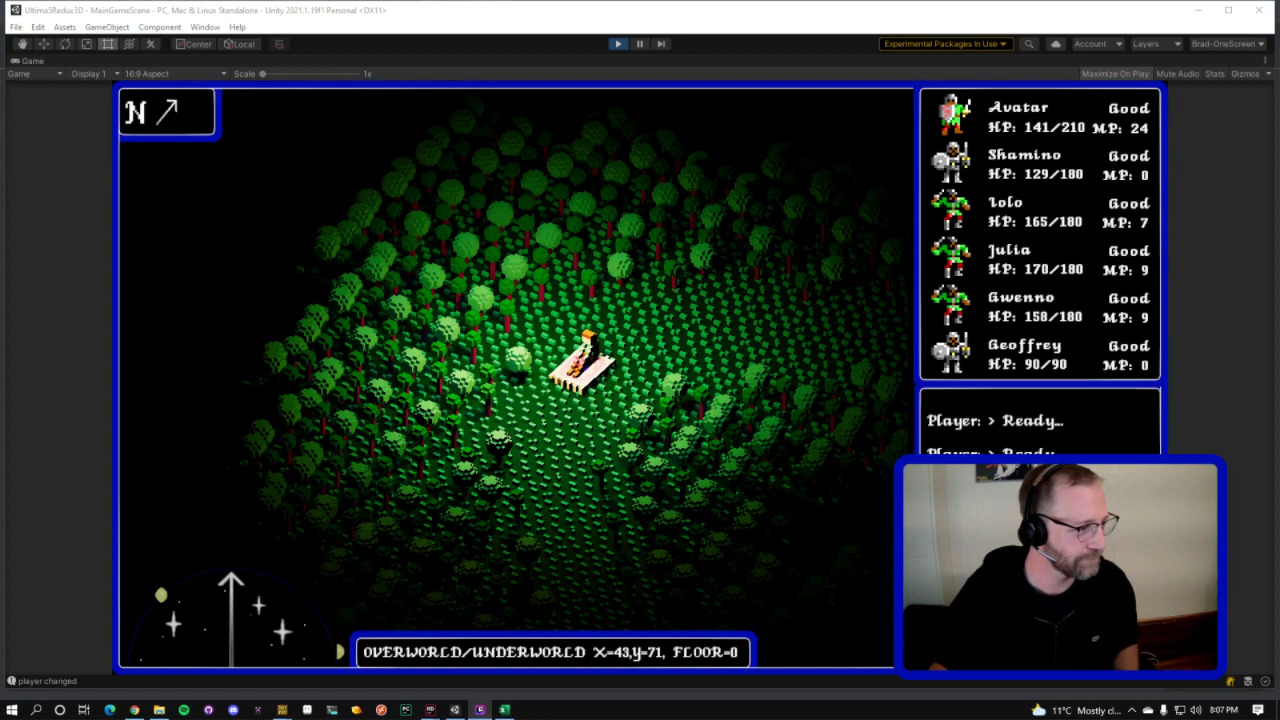 Ultima5Redux3D - MainGameScene - PC, Mac & Linux Standalone - Unity 2021.1.19f1 Personal <DX11>
File Edit Assets GameObject Component Window Help
Center Local
Experimental Packages In Use
Account
Layers
Brad-OneScreen
Game
Game Display 1 16:9 Aspect Scale 1x
Maximize On Play Mute Audio Stats Gizmos
N
Avatar Good
HP: 141/210 MP: 24
Shamino Good
HP: 129/180 MP: 0
Iolo Good
HP: 165/180 MP: 7
Julia Good
HP: 170/180 MP: 9
Gwenno Good
HP: 158/180 MP: 9
Geoffrey Good
HP: 90/90 MP: 0
Player: > Ready...
Player: > Ready...
OVERWORLD/UNDERWORLD X=43,Y=71, FLOOR=0
player changed
11°C Mostly cl...
8:07 PM